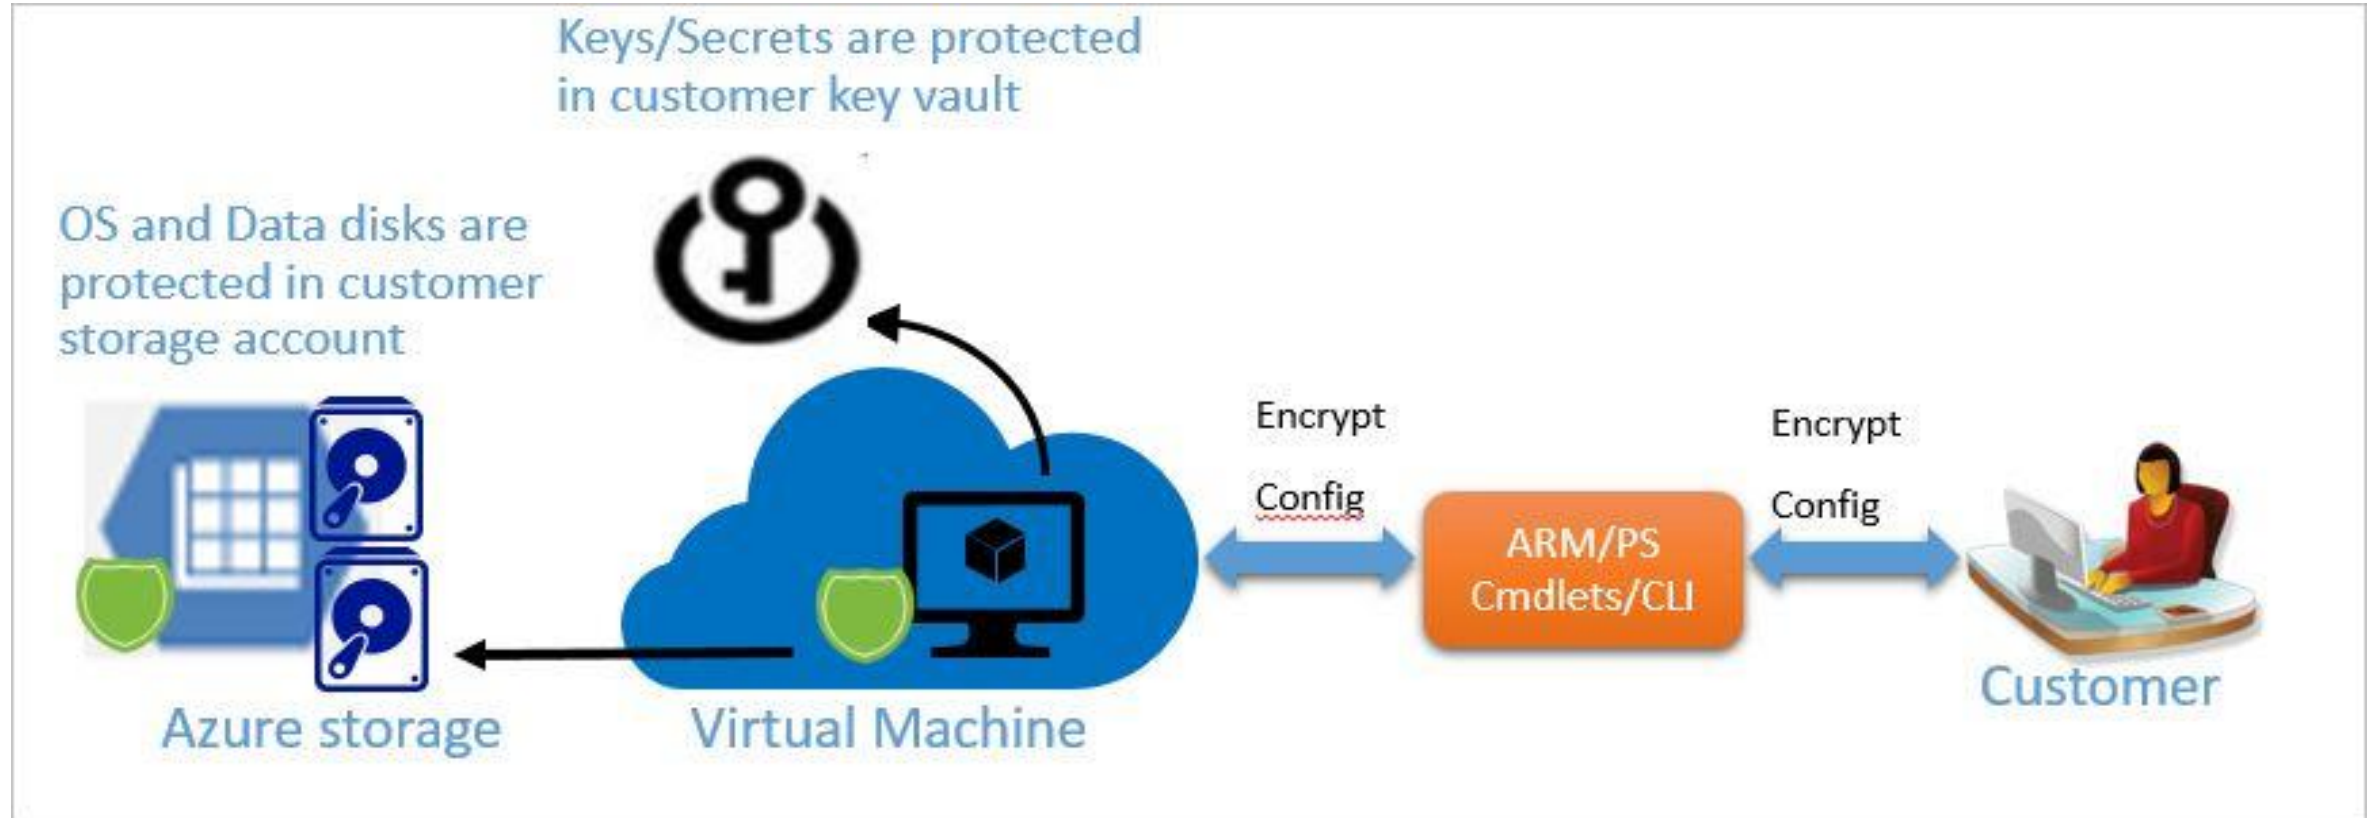 Keys/Secrets are protected
in customer key vault
OS and Data disks are
protected in customer
storage account
Encrypt
Config
Encrypt
Config
ARM/PS
Cmdlets/CLI
Azure storage
Virtual Machine
Customer